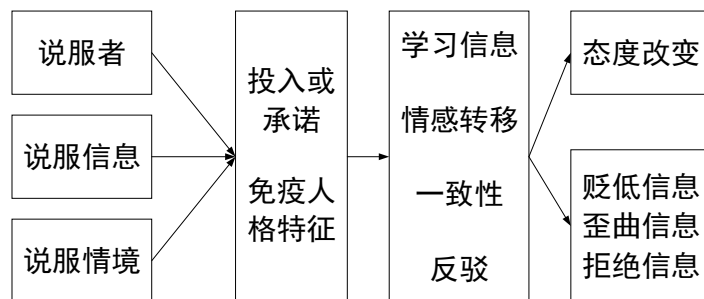 说服者
说服信息
说服情境
投入或
承诺
免疫人
格特征
学习信息
情感转移
一致性
反驳
态度改变
贬低信息
歪曲信息
拒绝信息